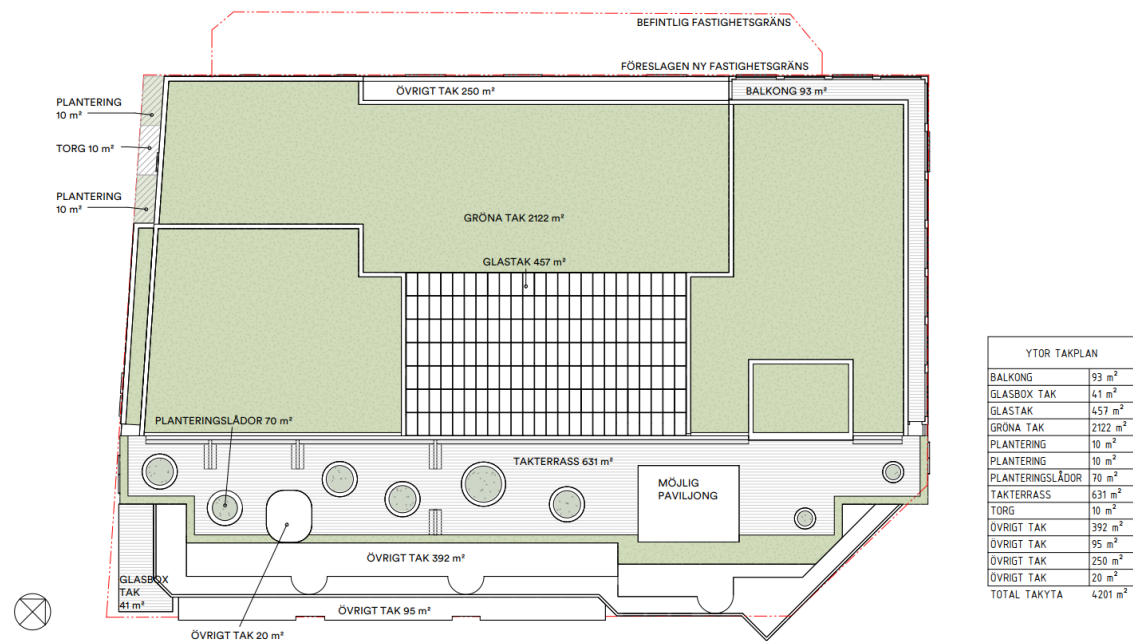 BEFINTLIG FASTIGHETSGRÄNS
FÖRESLAGEN NY FASTIGHETSGRÄNS
ÖVRIGT TAK 250 m²
BALKONG 93 m²
PLANTERING
10 m²
TORG 10 m²
PLANTERING
10 m²
GRÖNA TAK 2122 m²
GLASTAK 457 m²
PLANTERINGSLÅDOR 70 m²
TAKTERRASS 631 m²
MÖJLIG
PAVILJONG
ÖVRIGT TAK 392 m²
GLASBOX
TAK
41 m²
ÖVRIGT TAK 95 m²
ÖVRIGT TAK 20 m²
YTOR TAKPLAN
BALKONG 93 m²
GLASBOX TAK 41 m²
GLASTAK 457 m²
GRÖNA TAK 2122 m²
PLANTERING 10 m²
PLANTERING 10 m²
PLANTERINGSLÅDOR 70 m²
TAKTERRASS 631 m²
TORG 10 m²
ÖVRIGT TAK 392 m²
ÖVRIGT TAK 95 m²
ÖVRIGT TAK 250 m²
ÖVRIGT TAK 20 m²
TOTAL TAKYTA 4201 m²